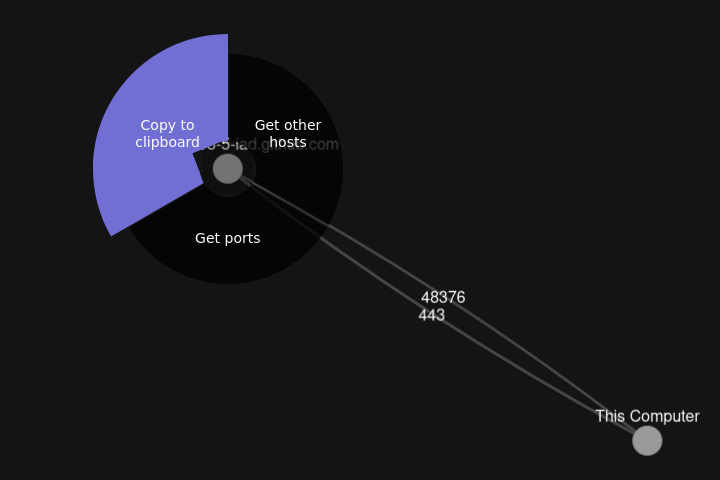 Copy to
clipboard
Get other
hosts
Get ports
48376
443
This Computer